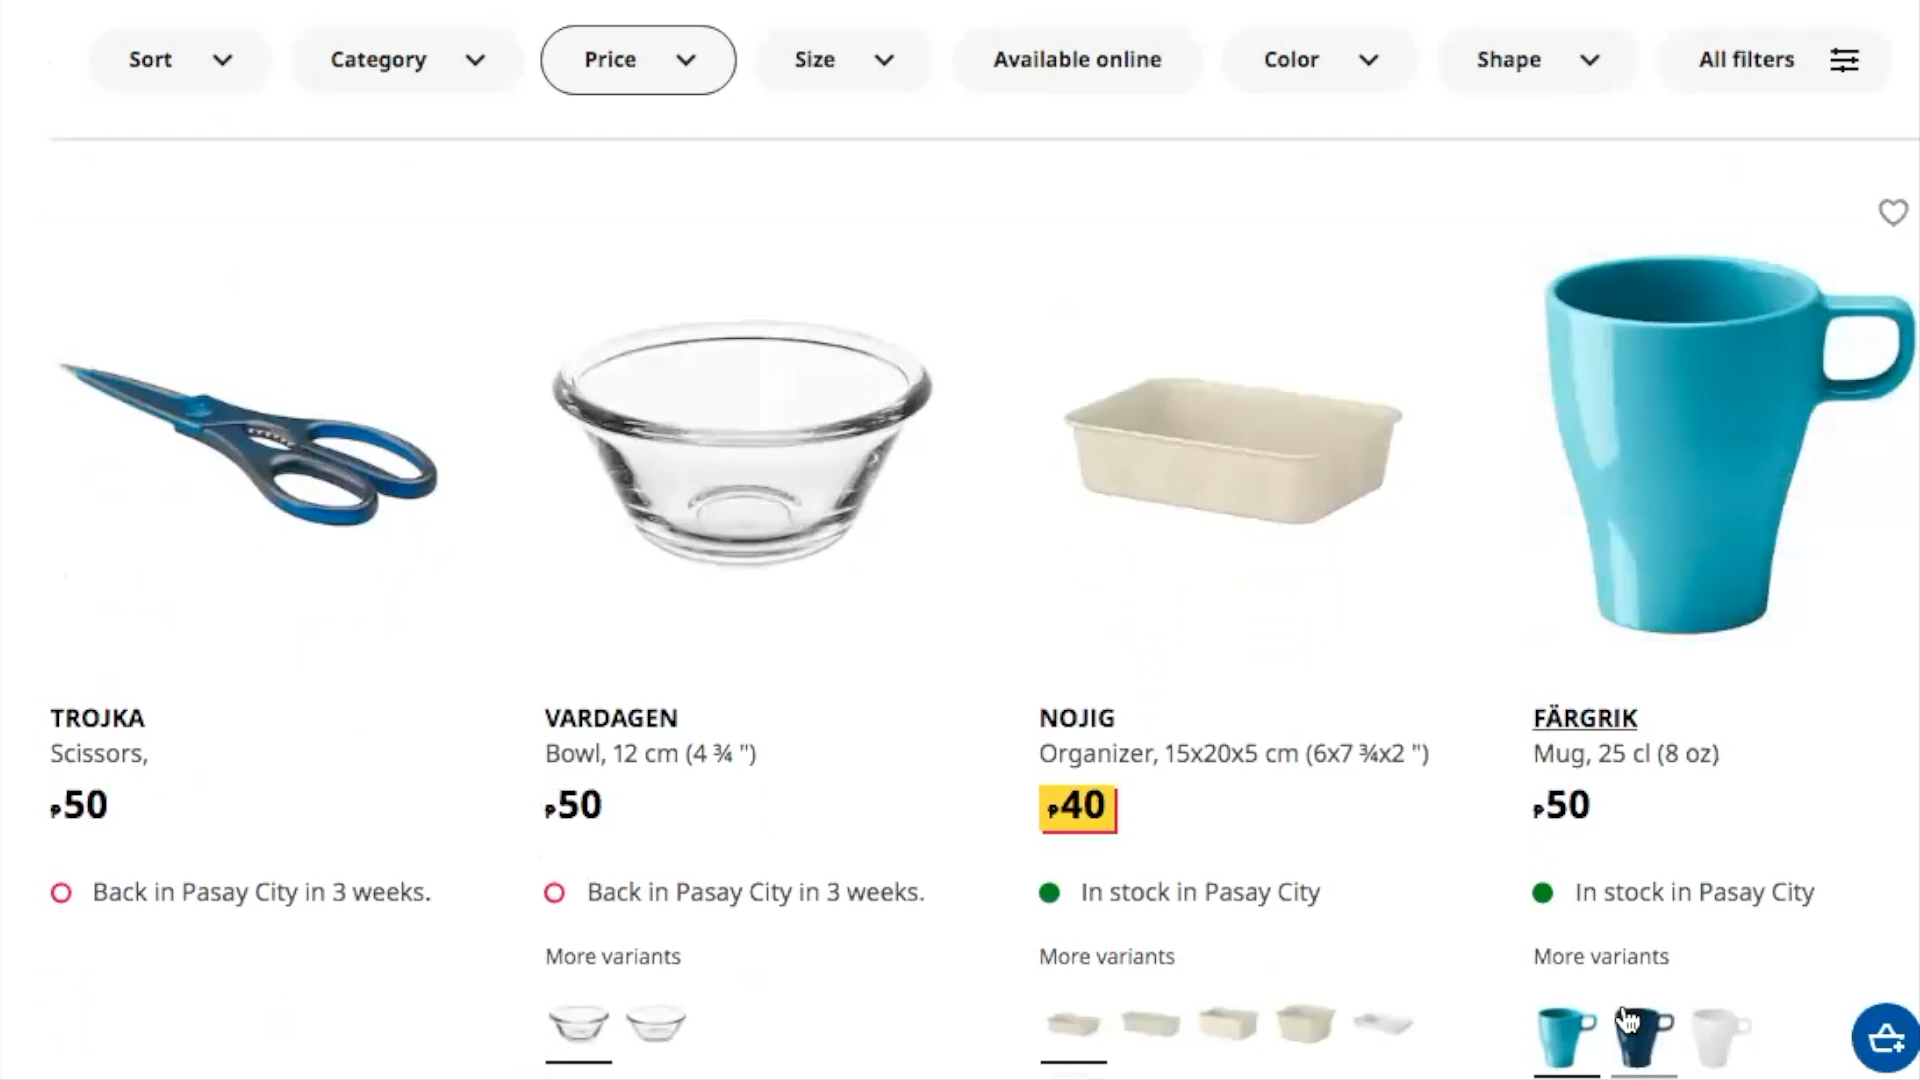 Sort
Category
Price
Size
Available online
Color
Shape
All filters
TROJKA
Scissors,
₱50
Back in Pasay City in 3 weeks.
VARDAGEN
Bowl, 12 cm (4 ¾ ")
₱50
Back in Pasay City in 3 weeks.
More variants
NOJIG
Organizer, 15x20x5 cm (6x7 ¾x2 ")
₱40
In stock in Pasay City
More variants
FÄRGRIK
Mug, 25 cl (8 oz)
₱50
In stock in Pasay City
More variants